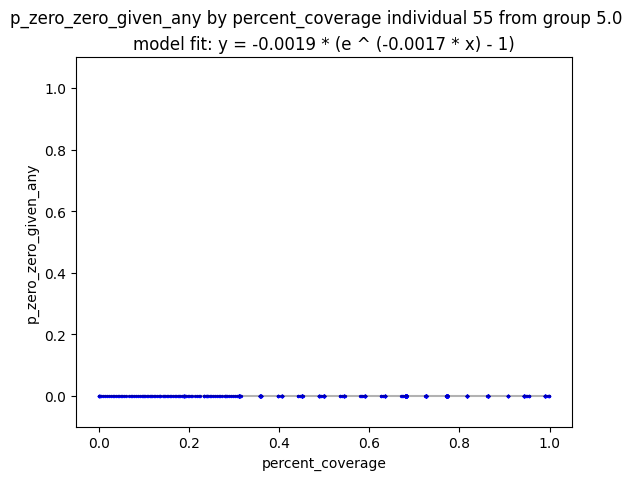 p_zero_zero_given_any by percent_coverage individual 55 from group 5.0
model fit: y = -0.0019 * (e ^ (-0.0017 * x) - 1)
1.0
0.8
0.6
0.4
0.2
0.0
p_zero_zero_given_any
0.0 0.2 0.4 0.6 0.8 1.0
percent_coverage